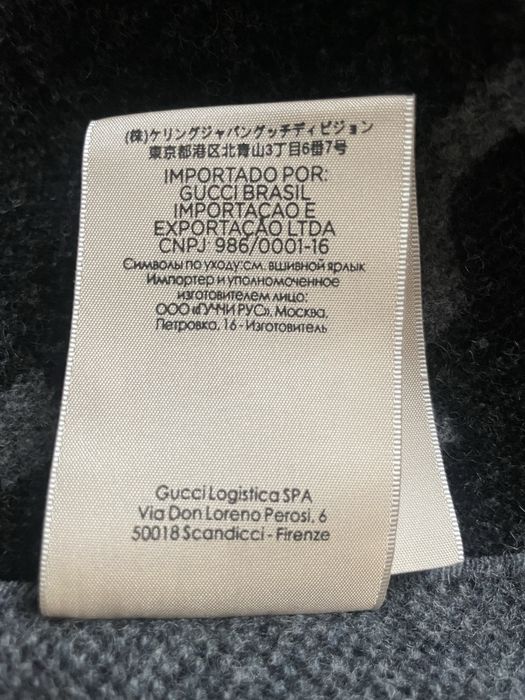 (株)ケリングジャパングッチディビジョン
東京都港区北青山3丁目6番7号
IMPORTADO POR:
GUCCI BRASIL
IMPORTAÇAO E
EXPORTAÇÃO LTDA
CNPJ 986/0001-16
Символы по уходу:см. вшивной ярлык
Импортер и уполномоченное
изготовителем лицо:
ООО «ГУЧЧИ РУС», Москва,
Петровка, 16 - Изготовитель
Gucci Logistica SPA
Via Don Loreno Perosi, 6
50018 Scandicci - Firenze